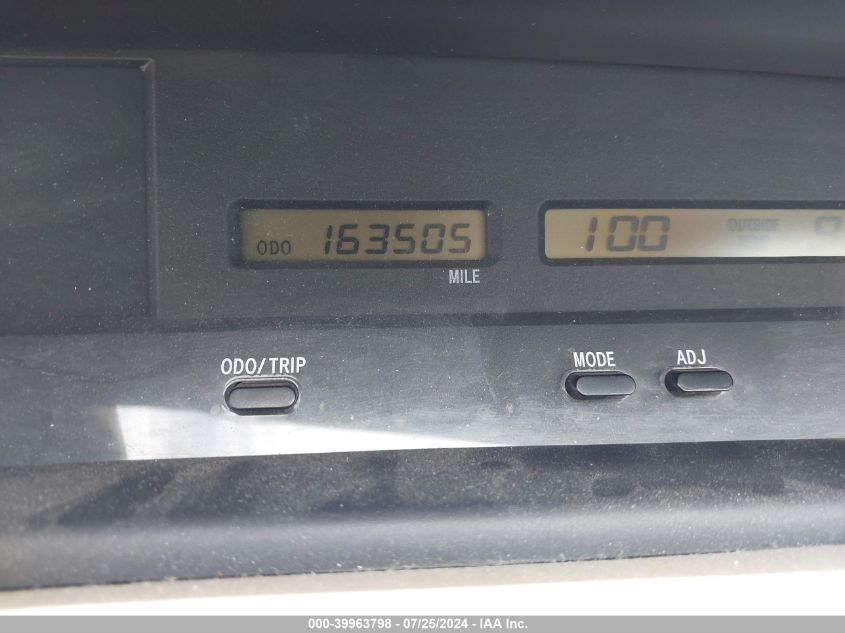 ODO 163505
MILE
100 OUTSIDE
ODO/TRIP
MODE
ADJ
000-39963798 - 07/25/2024 - IAA Inc.